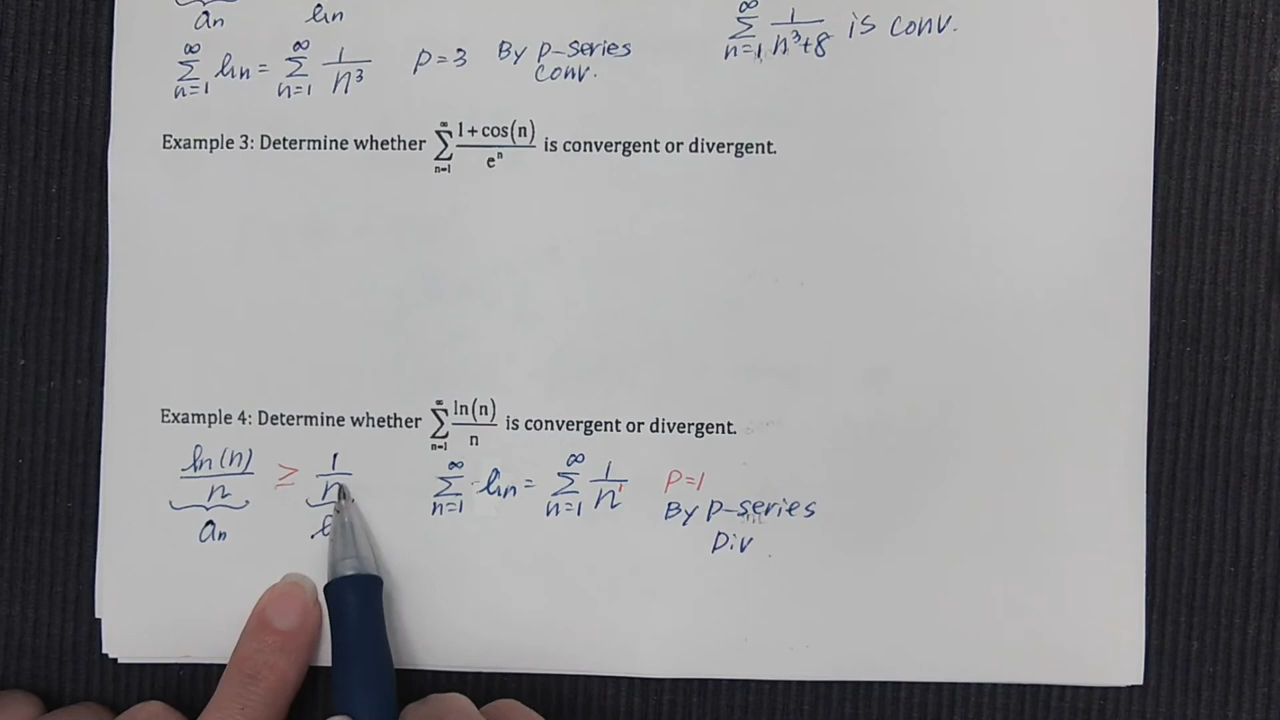 aₙ bₙ
∑ₙ₌₁^∞ bₙ = ∑ₙ₌₁^∞ 1/n³ P=3 By P-series conv.
∑ₙ₌₁^∞ 1/(n³+8) is conv.
Example 3: Determine whether ∑ₙ₌₁^∞ (1+cos(n))/eⁿ is convergent or divergent.
Example 4: Determine whether ∑ₙ₌₁^∞ ln(n)/n is convergent or divergent.
ln(n)/n ≥ 1/n ∑ₙ₌₁^∞ bₙ = ∑ₙ₌₁^∞ 1/n¹ P=1
aₙ By P-series
Div